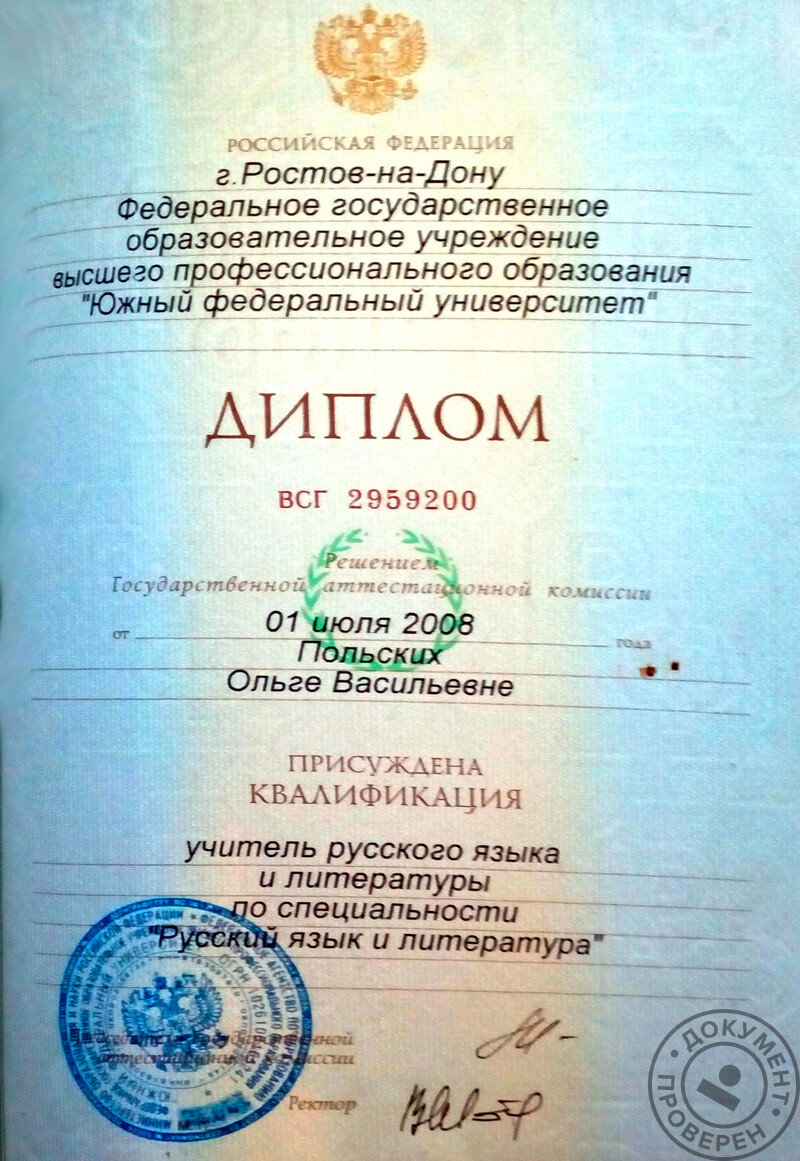 РОССИЙСКАЯ ФЕДЕРАЦИЯ
г.Ростов-на-Дону
Федеральное государственное
образовательное учреждение
высшего профессионального образования
"Южный федеральный университет"
ДИПЛОМ
ВСГ 2959200
Решением
Государственной аттестационной комиссии
от 01 июля 2008 года
Польских
Ольге Васильевне
ПРИСУЖДЕНА
КВАЛИФИКАЦИЯ
учитель русского языка
и литературы
по специальности
"Русский язык и литература"
Председатель Государственной
аттестационной комиссии
Ректор
ДОКУМЕНТ
ПРОВЕРЕН